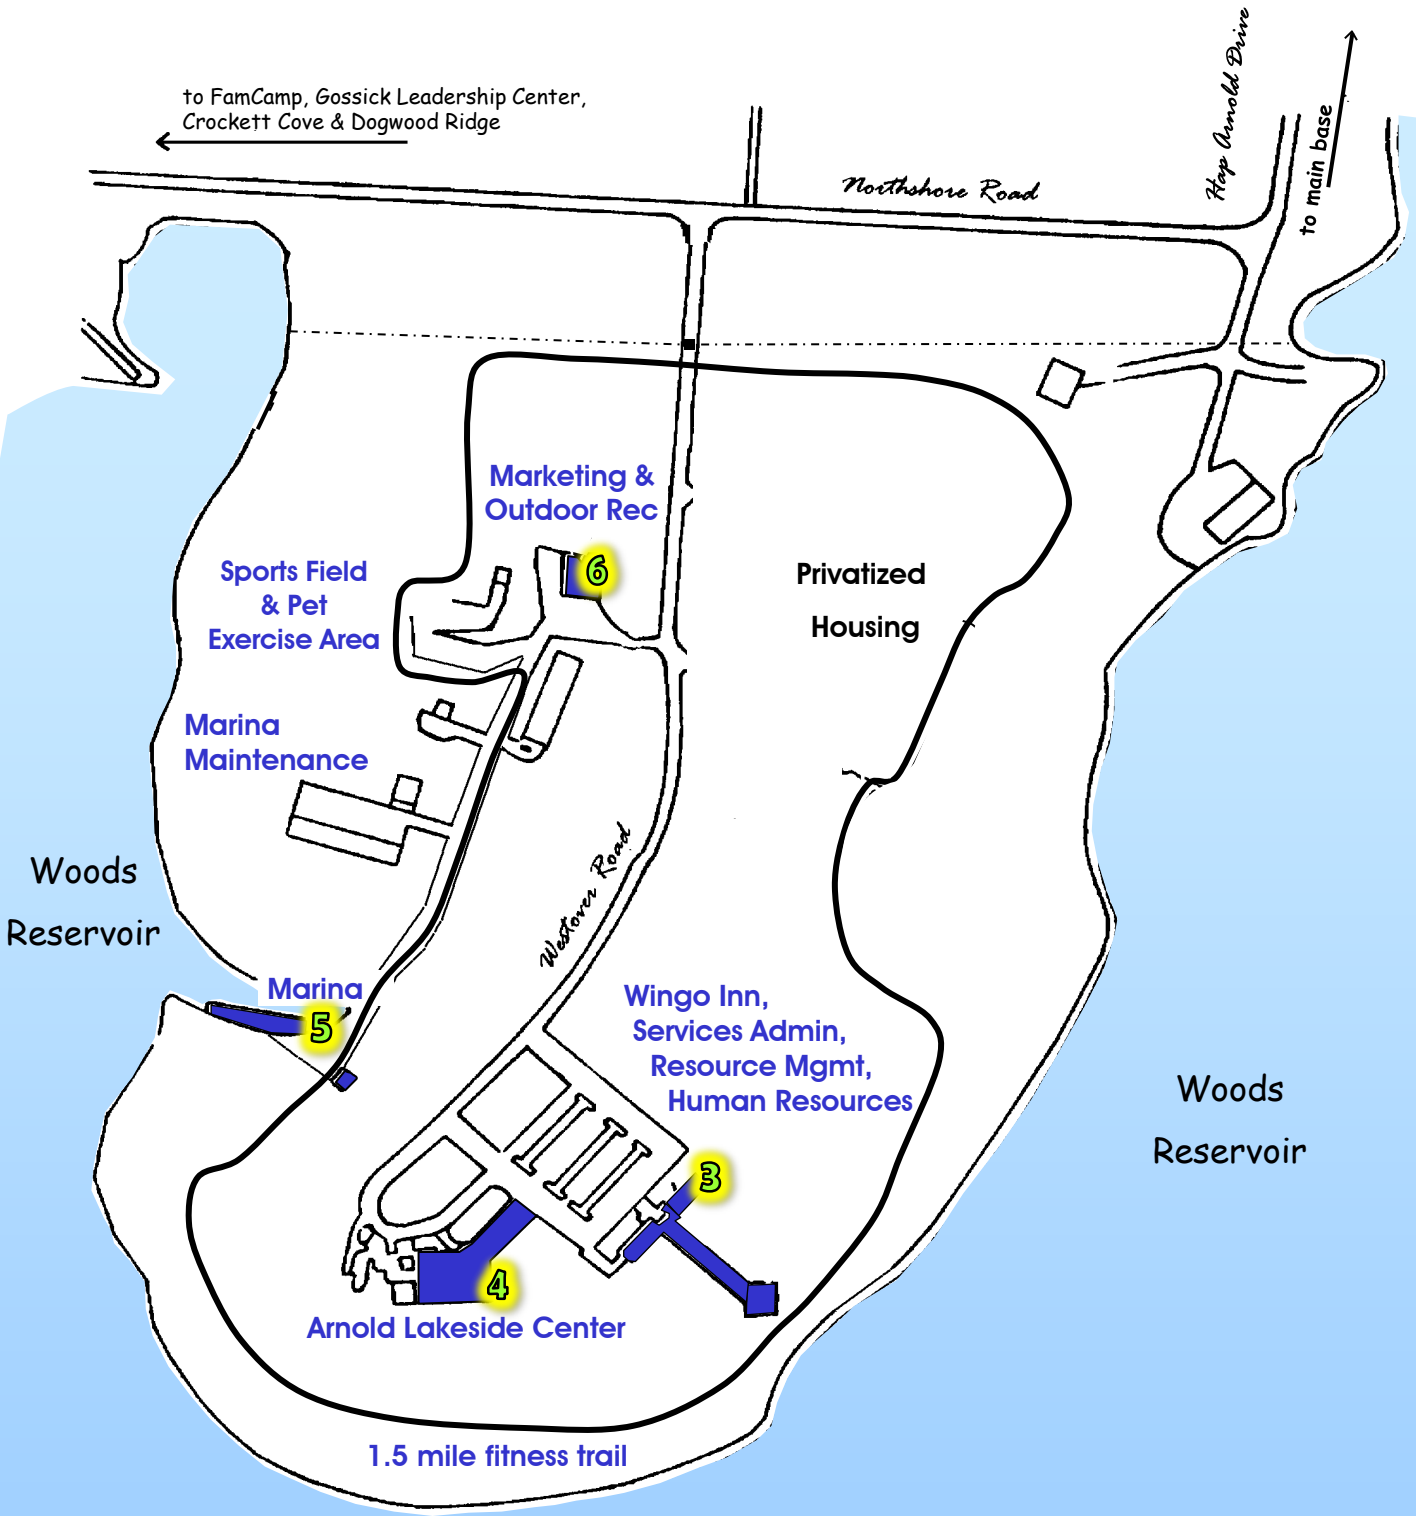 Hap Arnold Drive
to FamCamp, Gossick Leadership Center,
Crockett Cove & Dogwood Ridge
to main base
Northshore Road
Marketing &
Outdoor Rec
6
Sports Field
& Pet
Exercise Area
Privatized
Housing
Marina
Maintenance
Westover Road
Woods
Reservoir
Marina
5
Wingo Inn,
Services Admin,
Resource Mgmt,
Human Resources
Woods
Reservoir
3
4
Arnold Lakeside Center
1.5 mile fitness trail